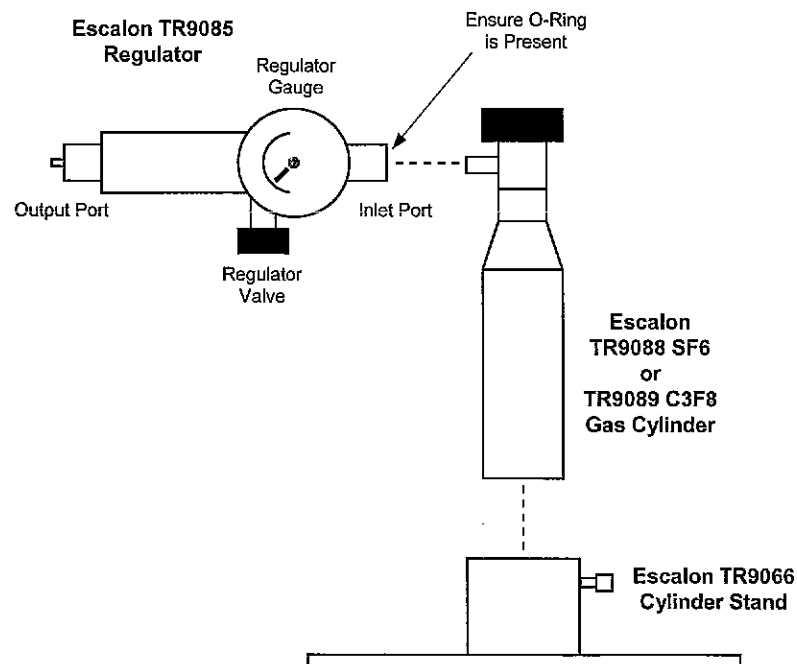 Escalon TR9085
Regulator
Ensure O-Ring
is Present
Regulator
Gauge
Output Port
Inlet Port
Regulator
Valve
Escalon
TR9088 SF6
or
TR9089 C3F8
Gas Cylinder
Escalon TR9066
Cylinder Stand